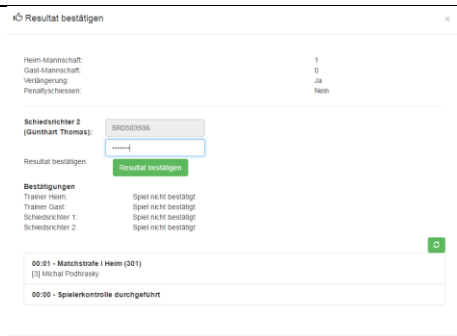 Resultat bestätigen
×
Heim-Mannschaft: 1
Gast-Mannschaft: 0
Verlängerung: Ja
Penaltyschiessen: Nein
Schiedsrichter 2
(Günthart Thomas):
SR0503936
•••••••
Resultat bestätigen
Resultat bestätigen
Bestätigungen
Trainer Heim: Spiel nicht bestätigt
Trainer Gast: Spiel nicht bestätigt
Schiedsrichter 1: Spiel nicht bestätigt
Schiedsrichter 2: Spiel nicht bestätigt
00:01 - Matchstrafe I Heim (301)
[3] Michal Podhrasky
00:00 - Spielerkontrolle durchgeführt